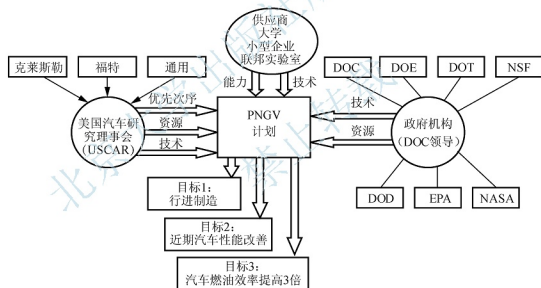 供应商
大学
小型企业
联邦实验室
克莱斯勒
福特
通用
DOC
DOE
DOT
NSF
能力
技术
优先次序
资源
技术
美国汽车研
究理事会
(USCAR)
PNGV
计划
技术
资源
政府机构
(DOC领导)
目标1:
行进制造
DOD
EPA
NASA
目标2:
近期汽车性能改善
目标3:
汽车燃油效率提高3倍
禁止转载